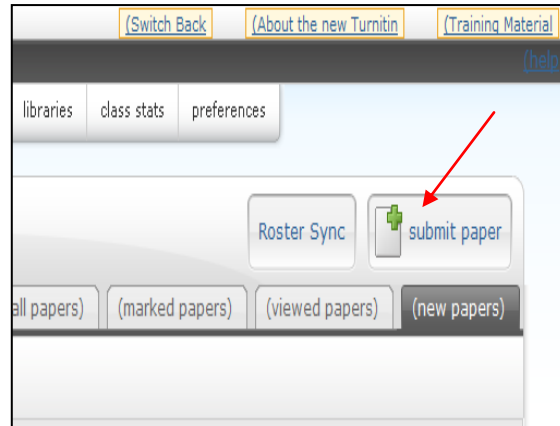 (Switch Back (About the new Turnitin (Training Material
(help
libraries class stats preferences
Roster Sync submit paper
all papers) (marked papers) (viewed papers) (new papers)